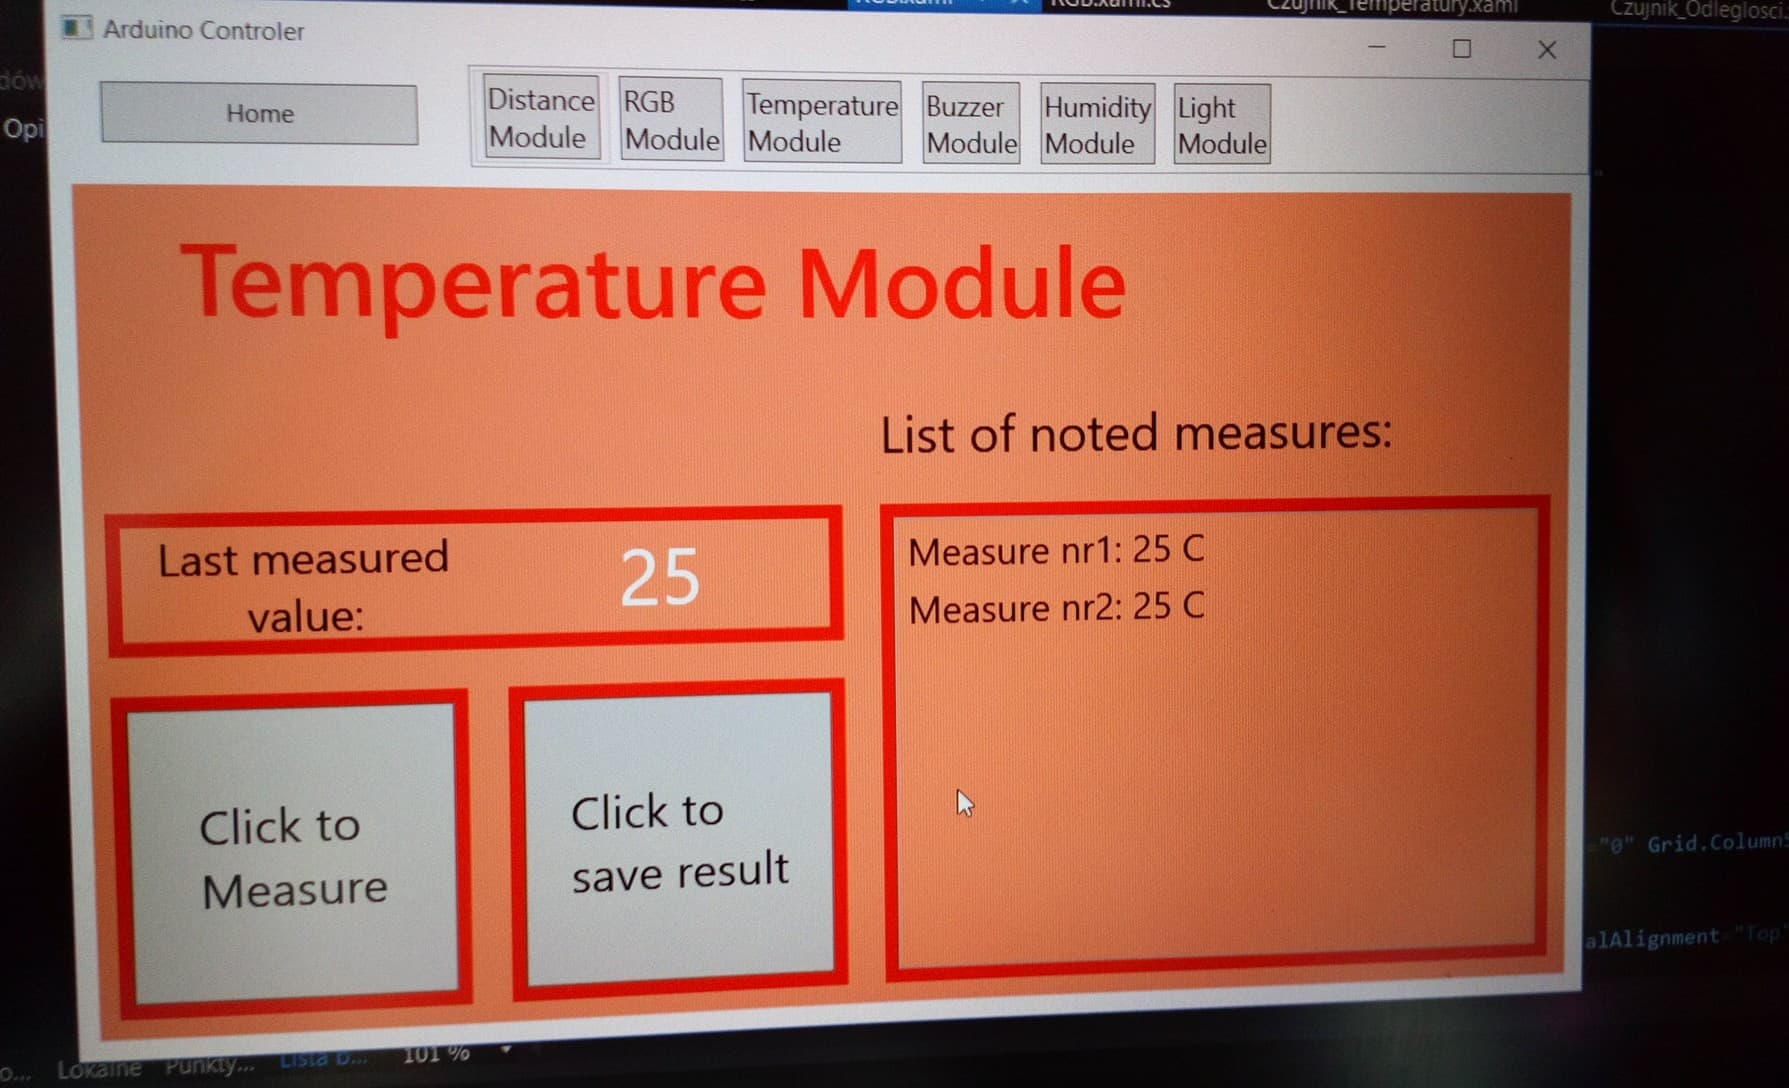 RGB.xaml.cs
Czujnik_Temperatury.xaml
Czujnik_Odleglosci.
Arduino Controler
Opi
Home
Distance Module
RGB Module
Temperature Module
Buzzer Module
Humidity Module
Light Module
Temperature Module
List of noted measures:
Last measured
value:
25
Measure nr1: 25 C
Measure nr2: 25 C
Click to
Measure
Click to
save result
="0" Grid.ColumnS
alAlignment="Top"
Lokalne Punkty... Lista b... 101 %